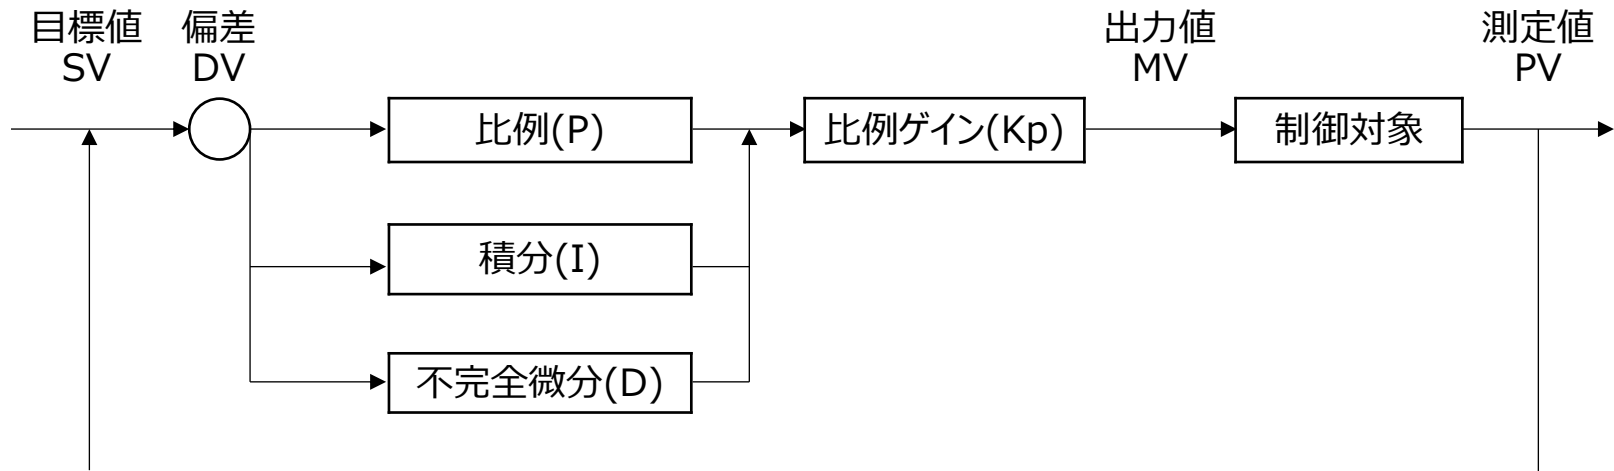 目標値
SV
偏差
DV
出力値
MV
測定値
PV
比例(P)
比例ゲイン(Kp)
制御対象
積分(I)
不完全微分(D)